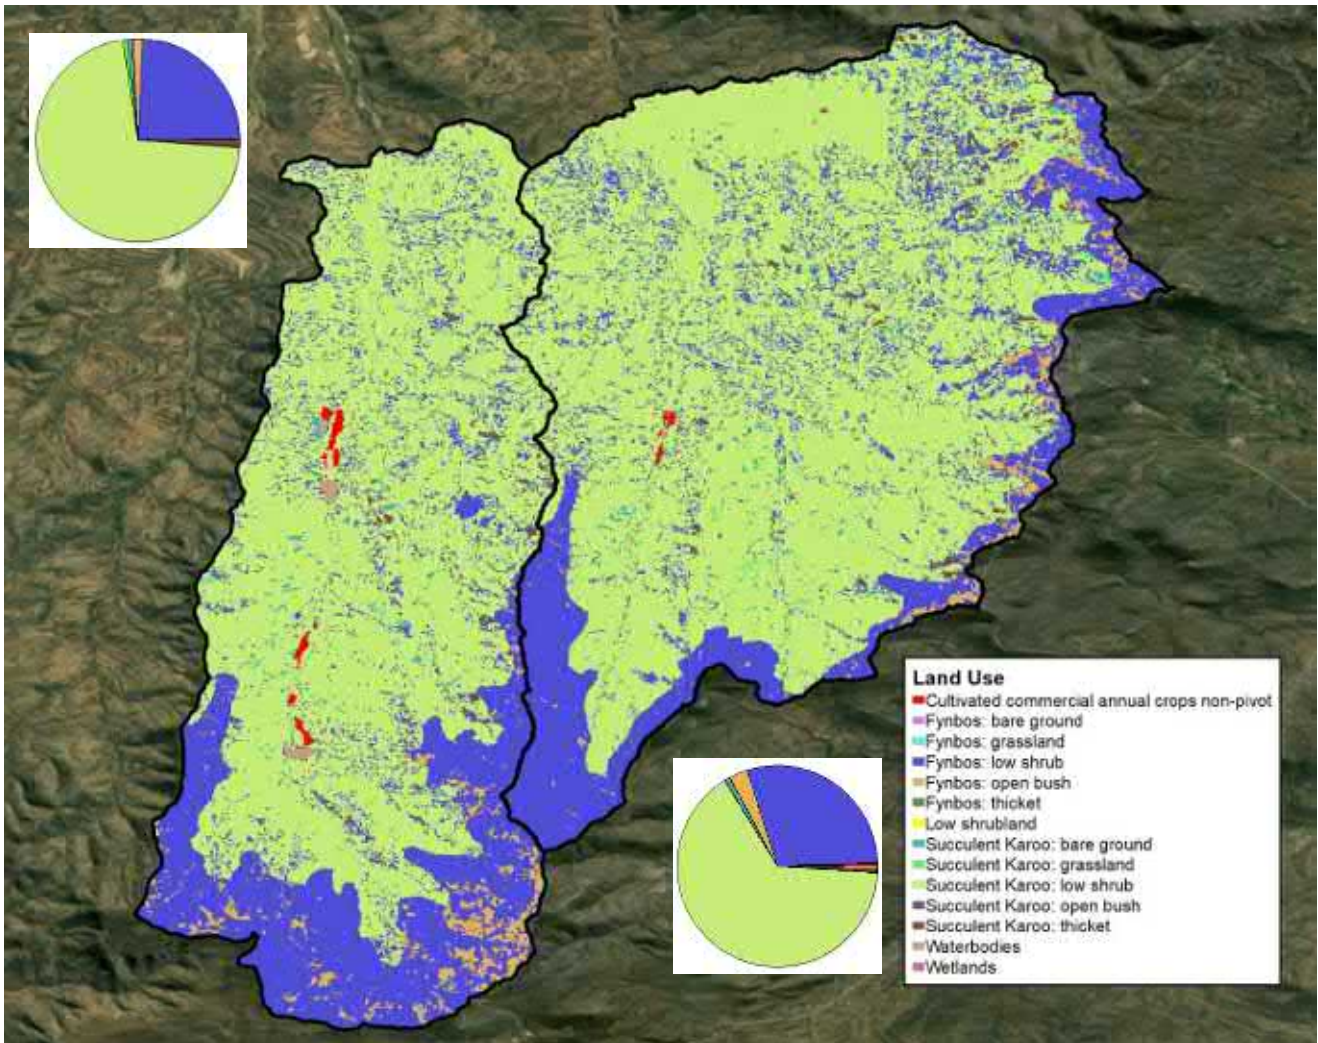 Land Use
Cultivated commercial annual crops non-pivot
Fynbos: bare ground
Fynbos: grassland
Fynbos: low shrub
Fynbos: open bush
Fynbos: thicket
Low shrubland
Succulent Karoo: bare ground
Succulent Karoo: grassland
Succulent Karoo: low shrub
Succulent Karoo: open bush
Succulent Karoo: thicket
Waterbodies
Wetlands